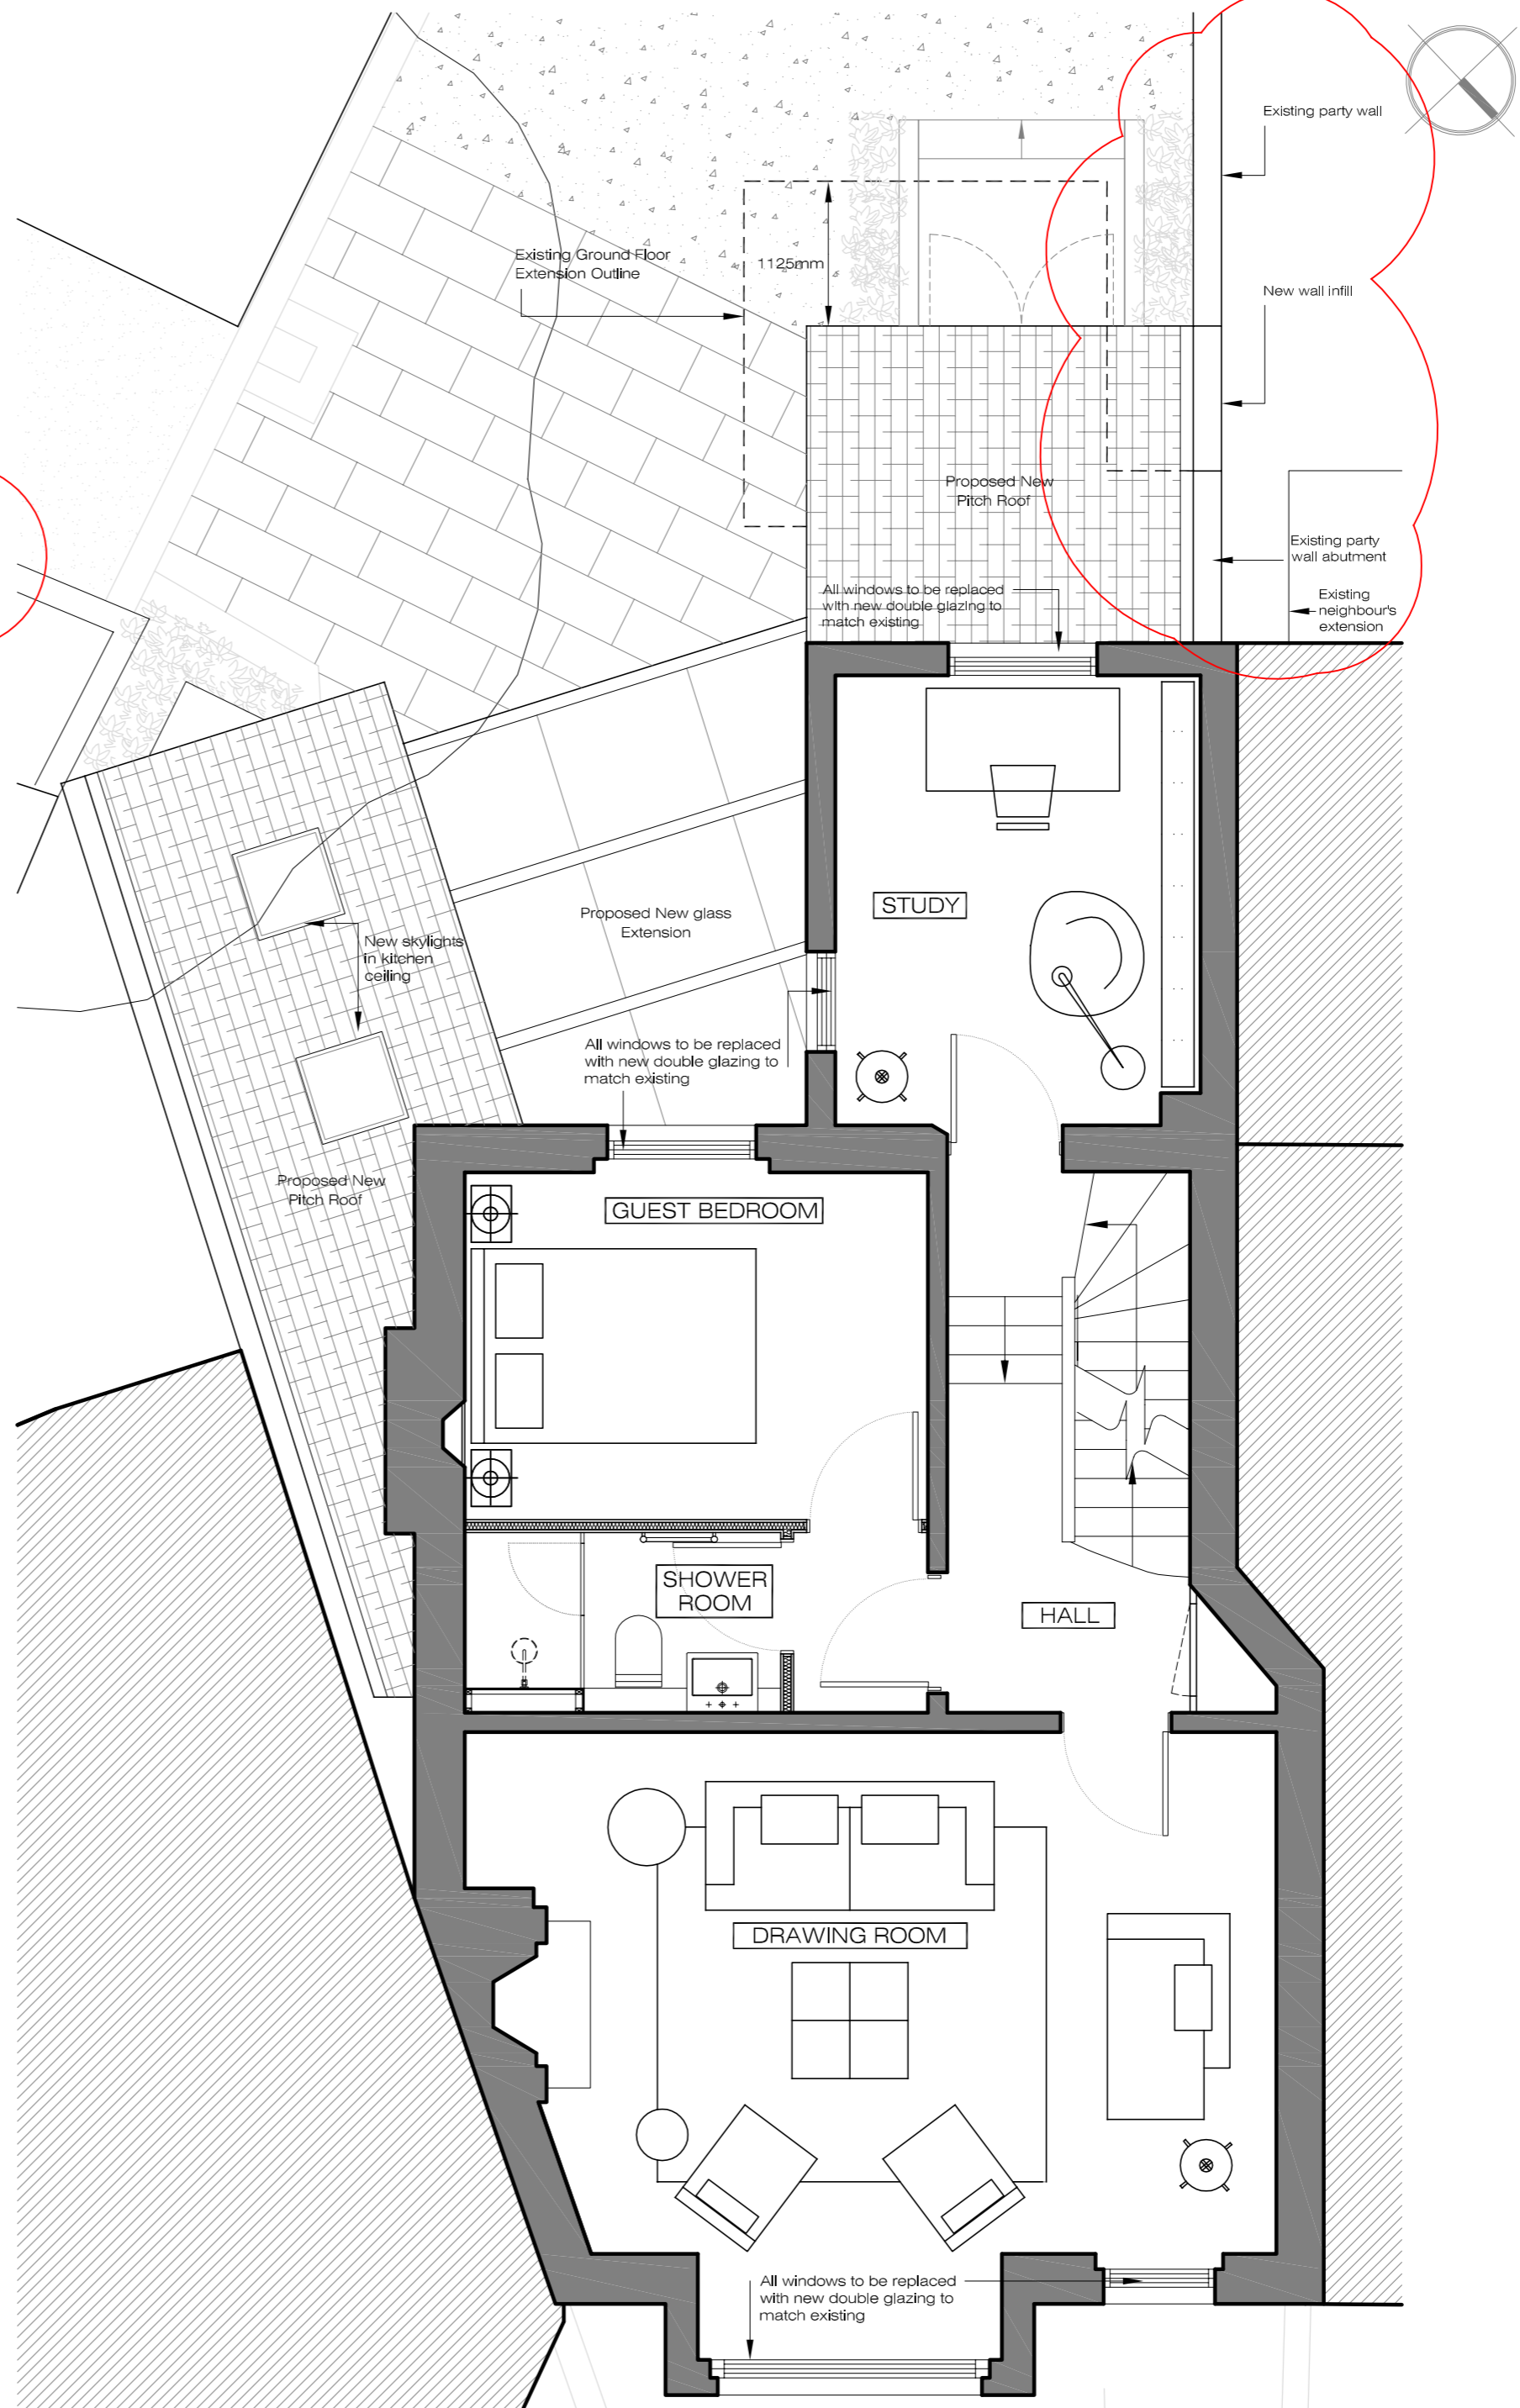 Existing party wall
Existing Ground Floor
Extension Outline
1125mm
New wall infill
Proposed New
Pitch Roof
Existing party
wall abutment
All windows to be replaced
with new double glazing to
match existing
Existing
neighbour's
extension
STUDY
Proposed New glass
Extension
New skylights
in kitchen
ceiling
All windows to be replaced
with new double glazing to
match existing
Proposed New
Pitch Roof
GUEST BEDROOM
SHOWER
ROOM
HALL
DRAWING ROOM
All windows to be replaced
with new double glazing to
match existing